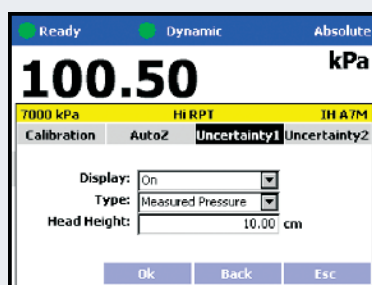 Ready Dynamic Absolute
100.50 kPa
7000 kPa Hi RPT IH A7M
Calibration AutoZ Uncertainty1 Uncertainty2
Display: On
Type: Measured Pressure
Head Height: 10.00 cm
Ok Back Esc